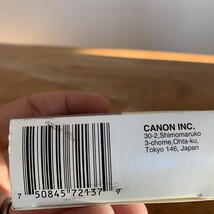 CANON INC.
30-2,Shimomaruko
3-chome,Ohta-ku,
Tokyo 146, Japan
7 50845 72137 9